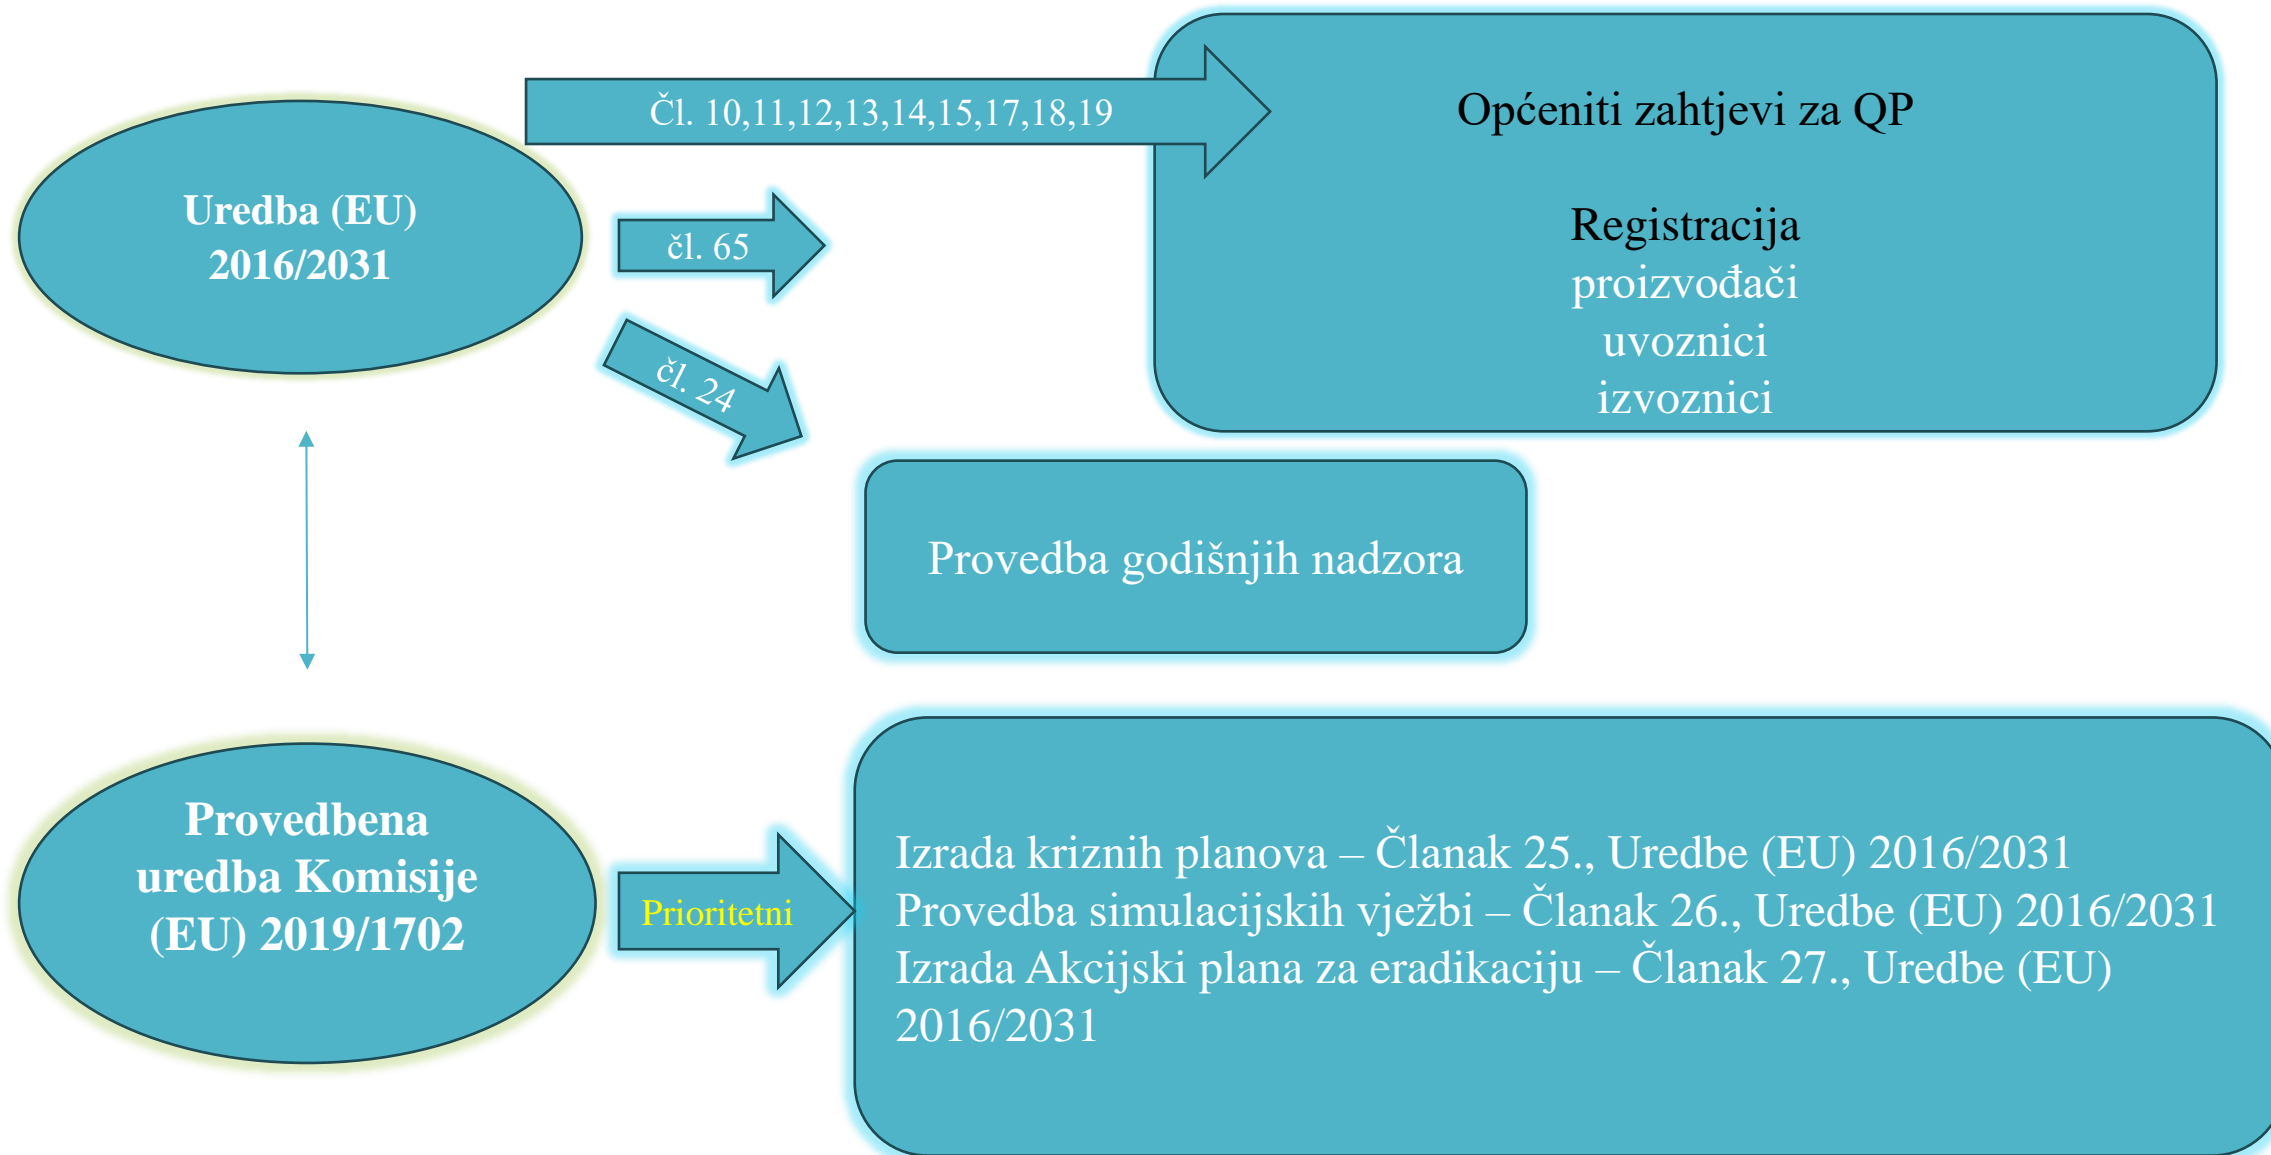 Čl. 10,11,12,13,14,15,17,18,19
Općeniti zahtjevi za QP
Uredba (EU)
2016/2031
čl. 65
Registracija
proizvođači
uvoznici
izvoznici
čl. 24
Provedba godišnjih nadzora
Provedbena
uredba Komisije
(EU) 2019/1702
Prioritetni
Izrada kriznih planova – Članak 25., Uredbe (EU) 2016/2031
Provedba simulacijskih vježbi – Članak 26., Uredbe (EU) 2016/2031
Izrada Akcijski plana za eradikaciju – Članak 27., Uredbe (EU)
2016/2031